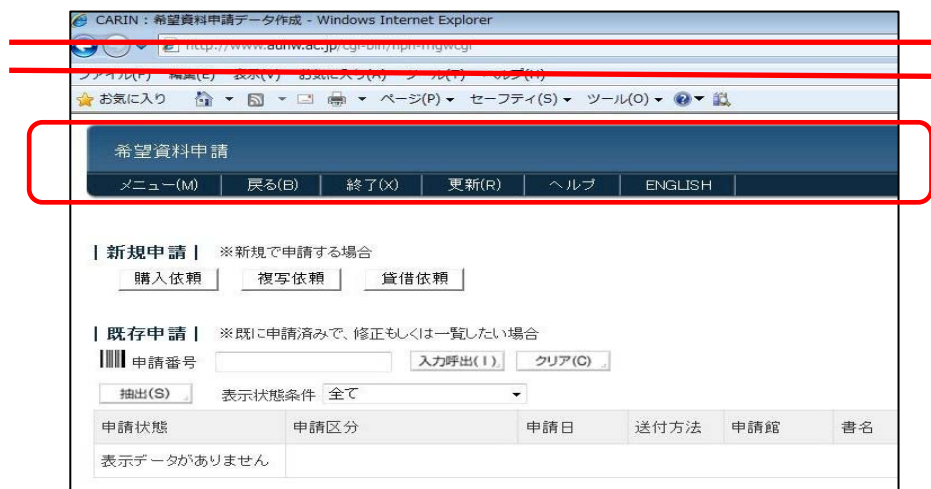 CARIN : 希望資料申請データ作成 - Windows Internet Explorer
お気に入り ページ(P) セーフティ(S) ツール(O)
希望資料申請
メニュー(M) 戻る(B) 終了(X) 更新(R) ヘルプ ENGLISH
新規申請 ※新規で申請する場合
購入依頼 複写依頼 貸借依頼
既存申請 ※既に申請済みで、修正もしくは一覧したい場合
申請番号 入力呼出(I) クリア(C)
抽出(S) 表示状態条件 全て
申請状態 申請区分 申請日 送付方法 申請館 書名
表示データがありません